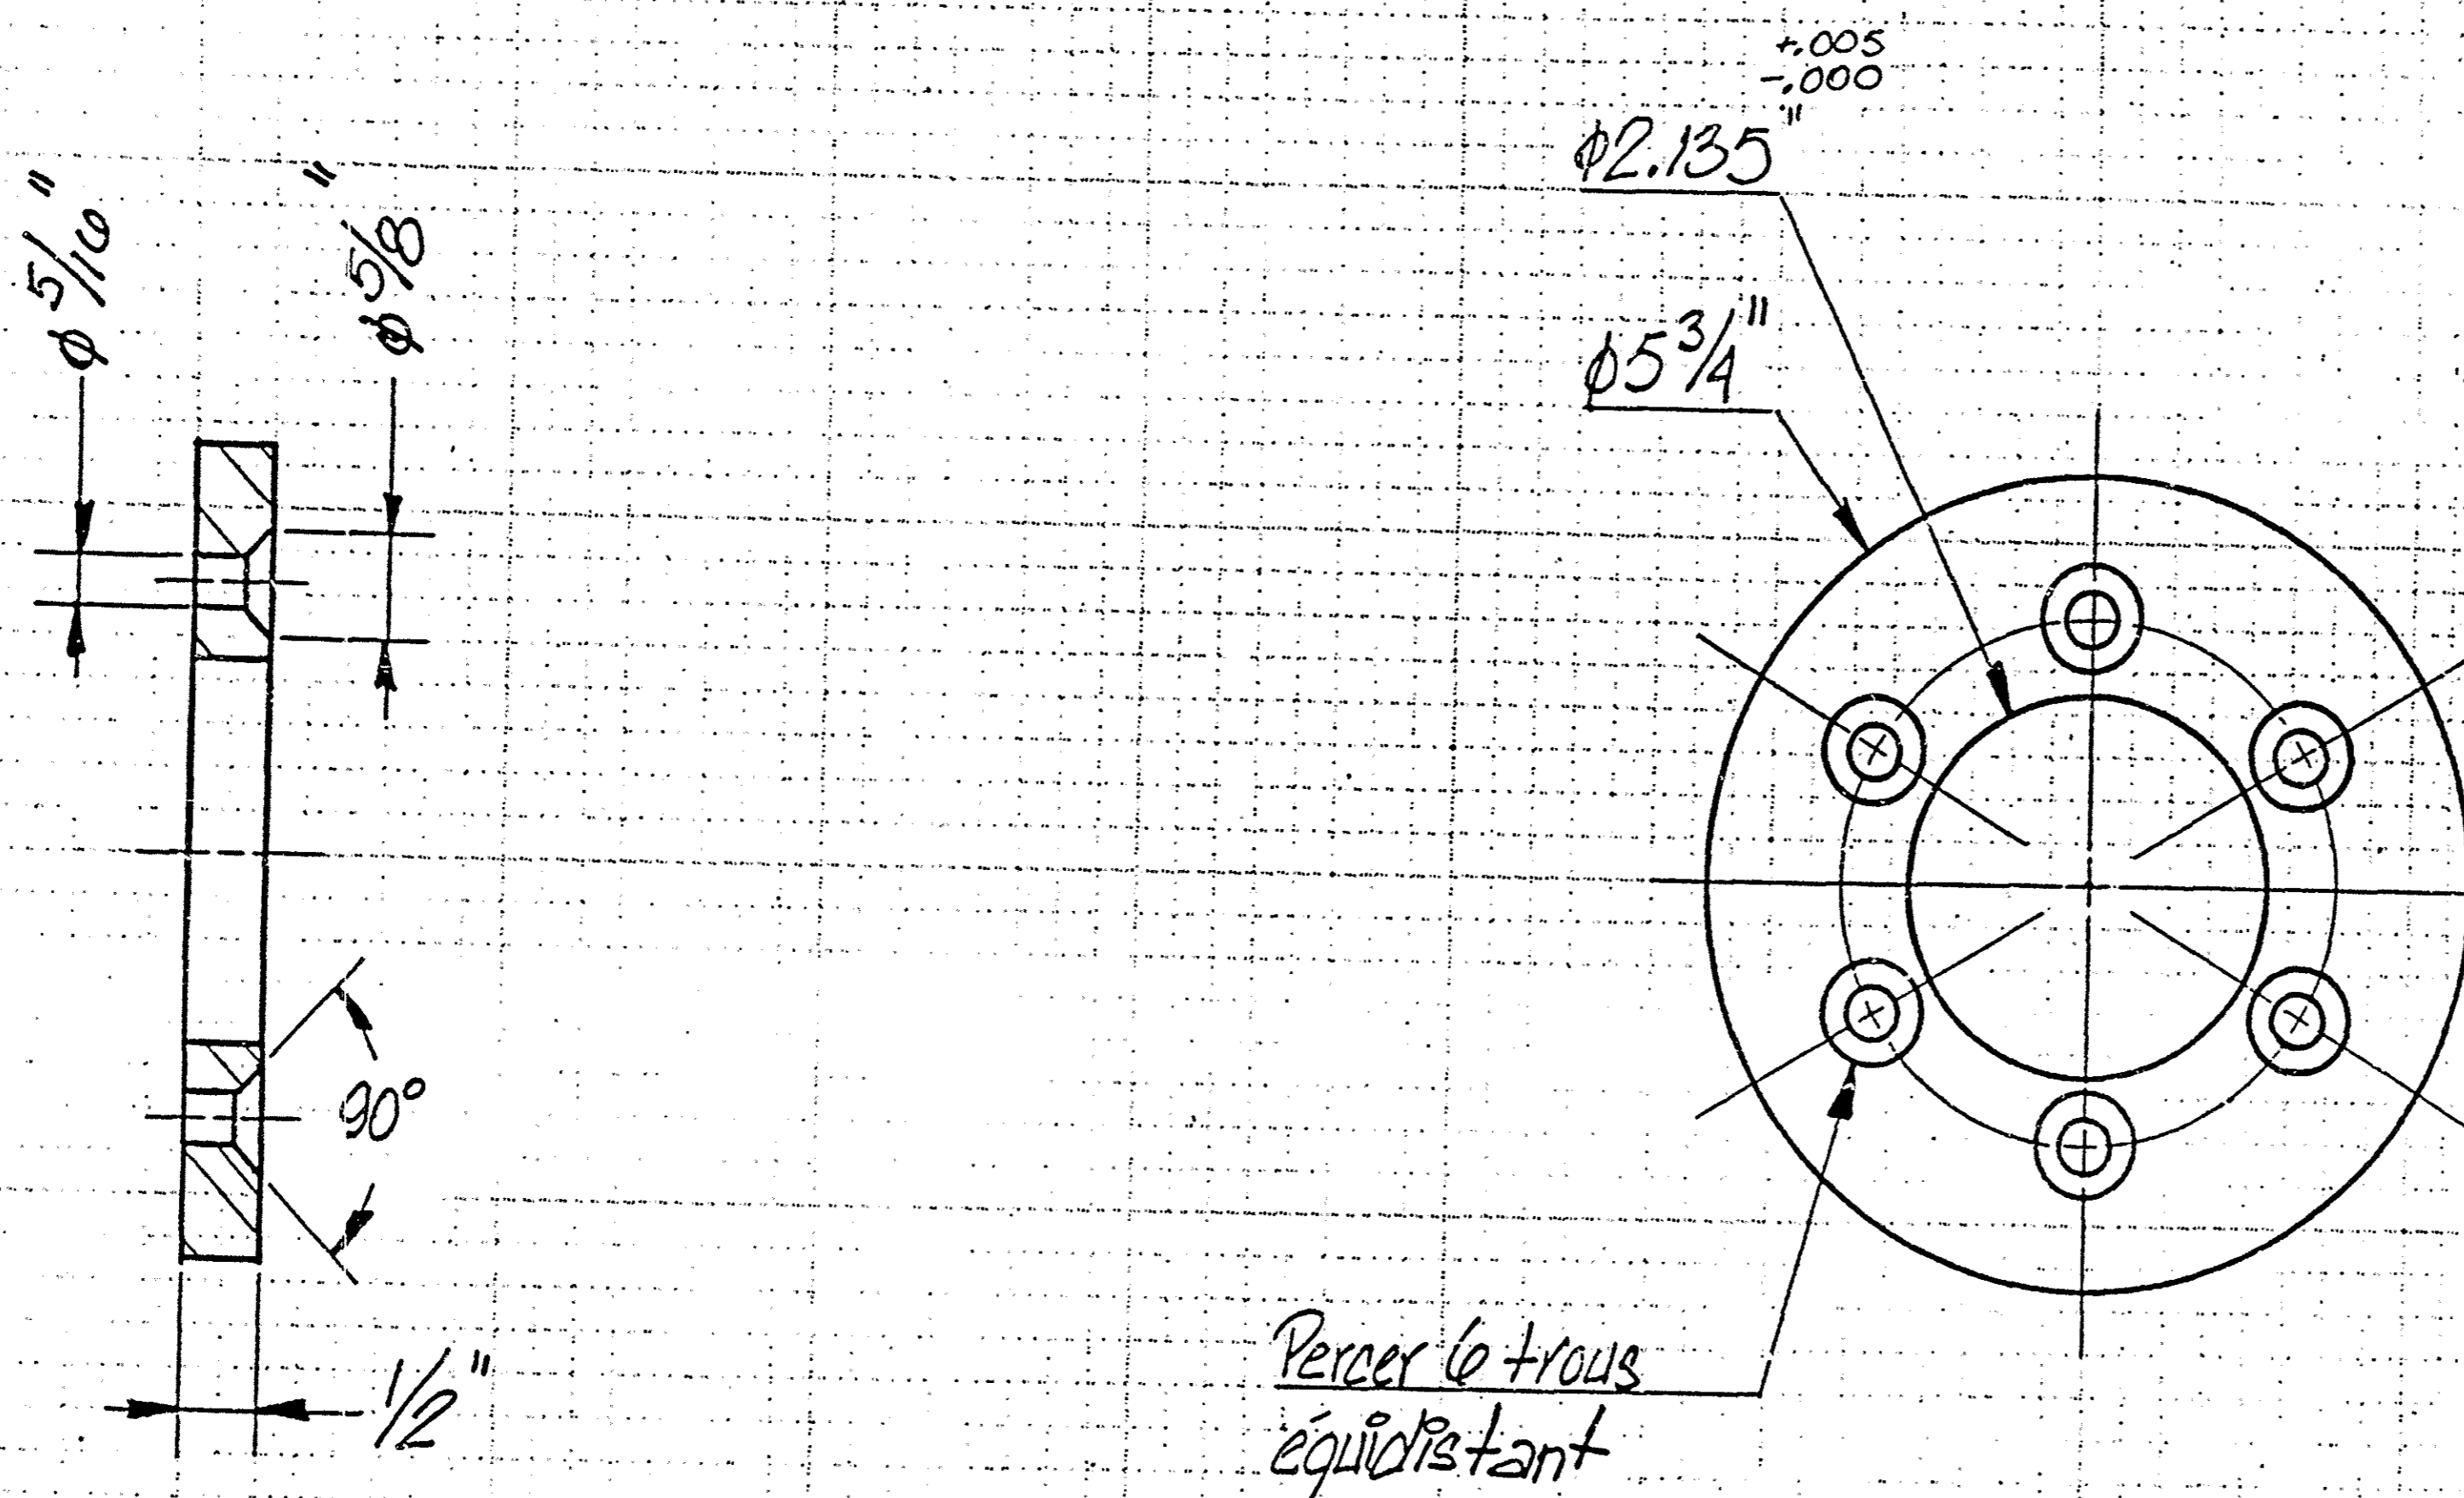 +.005
-.000
ϕ2.135"
ϕ5 3/4"
ϕ 5/16"
ϕ 5/8"
90°
1/2"
Percer 6 trous
équidistant